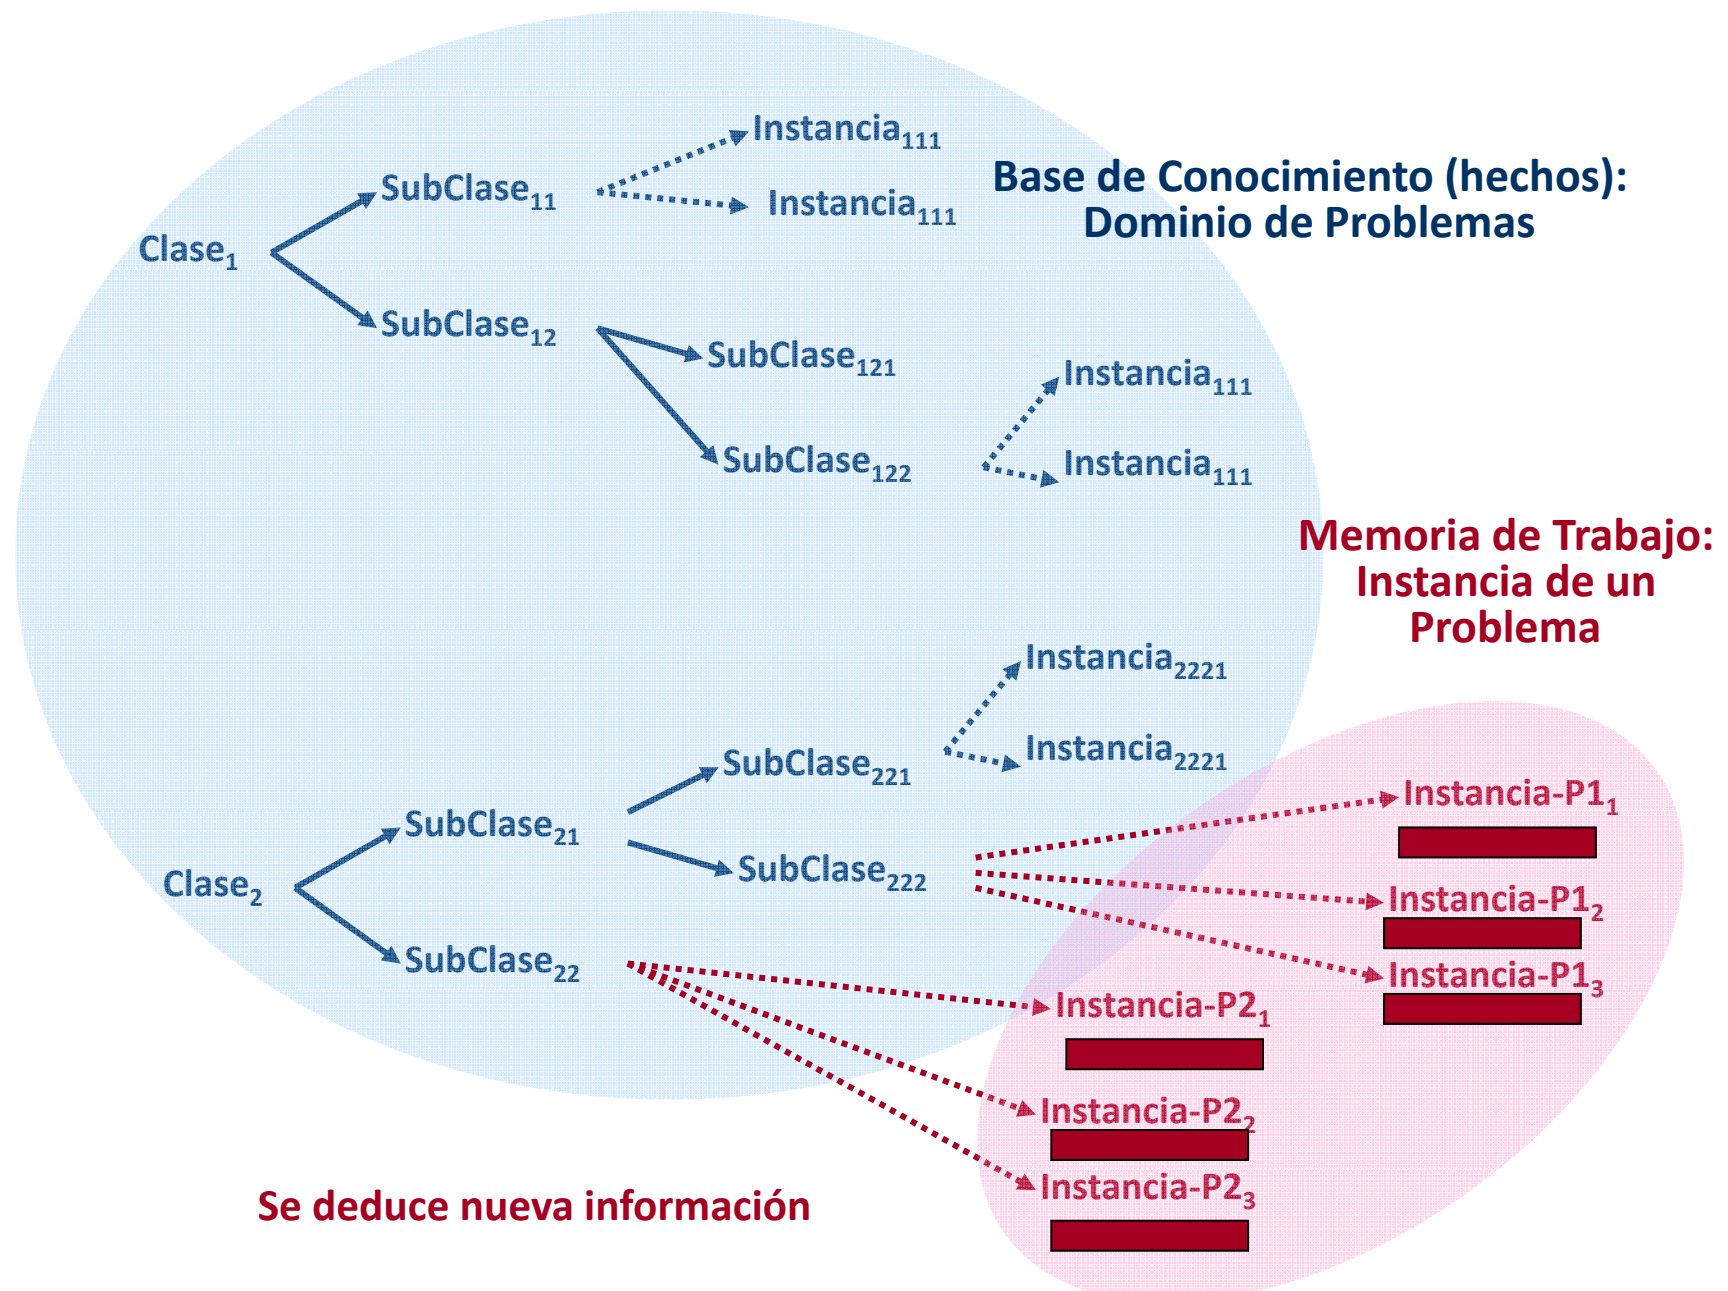 Instancia₁₁₁
SubClase₁₁
Instancia₁₁₁
Base de Conocimiento (hechos):
Dominio de Problemas
Clase₁
SubClase₁₂
SubClase₁₂₁
Instancia₁₁₁
SubClase₁₂₂
Instancia₁₁₁
Memoria de Trabajo:
Instancia de un
Problema
Instancia₂₂₂₁
Instancia₂₂₂₁
SubClase₂₂₁
Instancia-P1₁
SubClase₂₁
SubClase₂₂₂
Clase₂
Instancia-P1₂
SubClase₂₂
Instancia-P1₃
Instancia-P2₁
Instancia-P2₂
Instancia-P2₃
Se deduce nueva información